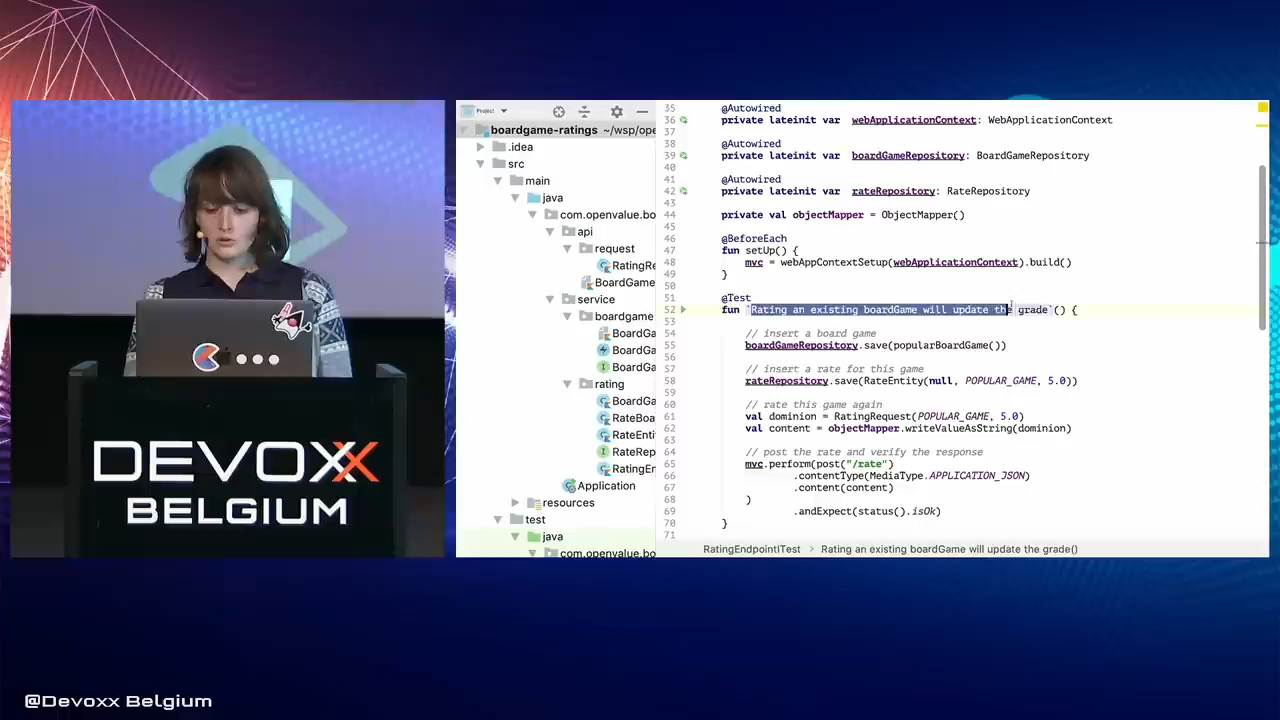 DEVOXX
BELGIUM
@Devoxx Belgium
Project
boardgame-ratings ~/wsp/ope
.idea
src
main
java
com.openvalue.bo
api
request
RatingRe
BoardGame
service
boardgame
BoardGa
BoardGa
BoardGa
rating
BoardGa
RateBoa
RateEnti
RateRep
RatingEn
Application
resources
test
java
com.openvalue.bo
35 @Autowired
36 private lateinit var webApplicationContext: WebApplicationContext
37
38 @Autowired
39 private lateinit var boardGameRepository: BoardGameRepository
40
41 @Autowired
42 private lateinit var rateRepository: RateRepository
43
44 private val objectMapper = ObjectMapper()
45
46 @BeforeEach
47 fun setUp() {
48 mvc = webAppContextSetup(webApplicationContext).build()
49 }
50
51 @Test
52 fun `Rating an existing boardGame will update the grade`() {
53
54 // insert a board game
55 boardGameRepository.save(popularBoardGame())
56
57 // insert a rate for this game
58 rateRepository.save(RateEntity(null, POPULAR_GAME, 5.0))
59
60 // rate this game again
61 val dominion = RatingRequest(POPULAR_GAME, 5.0)
62 val content = objectMapper.writeValueAsString(dominion)
63
64 // post the rate and verify the response
65 mvc.perform(post("/rate")
66 .contentType(MediaType.APPLICATION_JSON)
67 .content(content)
68 )
69 .andExpect(status().isOk)
70 }
71
RatingEndpointITest > Rating an existing boardGame will update the grade()